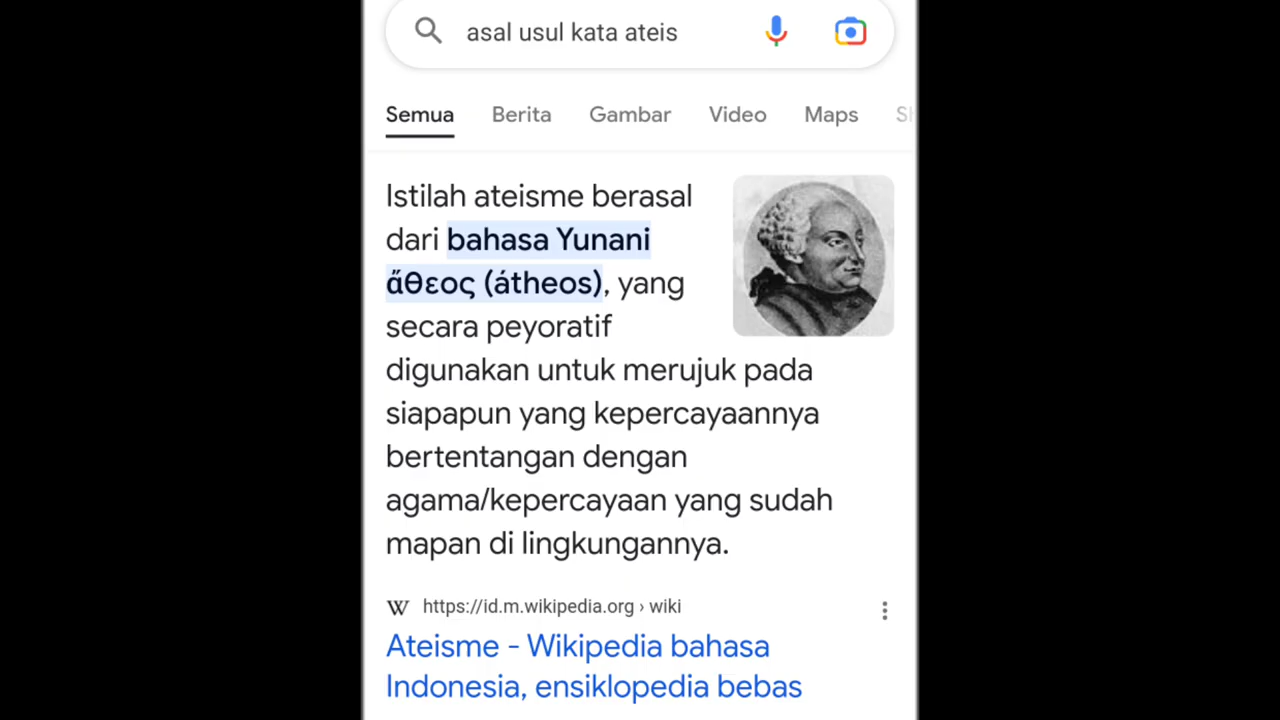 asal usul kata ateis
Semua Berita Gambar Video Maps Sh
Istilah ateisme berasal
dari bahasa Yunani
ἄθεος (átheos), yang
secara peyoratif
digunakan untuk merujuk pada
siapapun yang kepercayaannya
bertentangan dengan
agama/kepercayaan yang sudah
mapan di lingkungannya.
W https://id.m.wikipedia.org › wiki
Ateisme - Wikipedia bahasa
Indonesia, ensiklopedia bebas